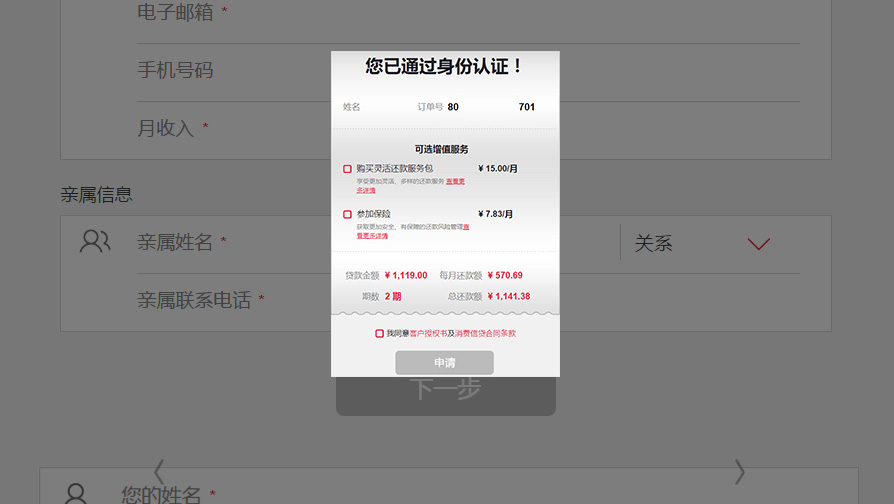 电子邮箱 *
手机号码
月收入 *
亲属信息
亲属姓名 *
关系
亲属联系电话 *
您已通过身份认证！
姓名 订单号 80 701
可选增值服务
购买灵活还款服务包 ¥ 15.00/月
享受更加灵活、多样的还款服务 查看更
多详情
参加保险 ¥ 7.83/月
获取更加安全、有保障的还款风险管理查
看更多详情
贷款金额 ¥ 1,119.00 每月还款额 ¥ 570.69
期数 2 期 总还款额 ¥ 1,141.38
我同意客户授权书及消费信贷合同条款
申请
下一步
您的姓名 *